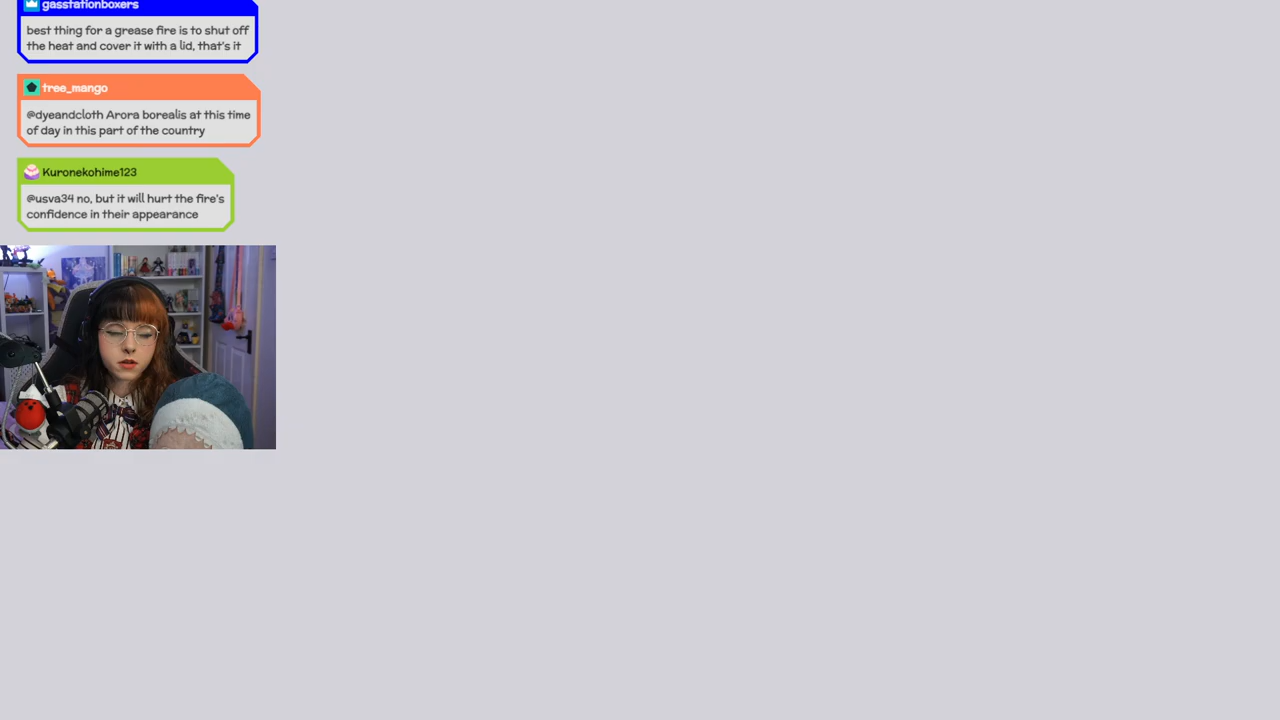 gasstationboxers
best thing for a grease fire is to shut off
the heat and cover it with a lid, that's it
tree_mango
@dyeandcloth Arora borealis at this time
of day in this part of the country
Kuronekohime123
@usva34 no, but it will hurt the fire's
confidence in their appearance